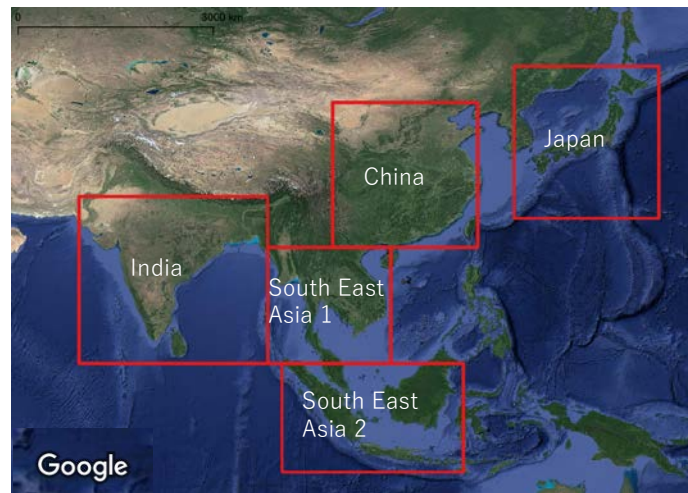 0 3000 km
Japan
China
India
South East
Asia 1
South East
Asia 2
Google